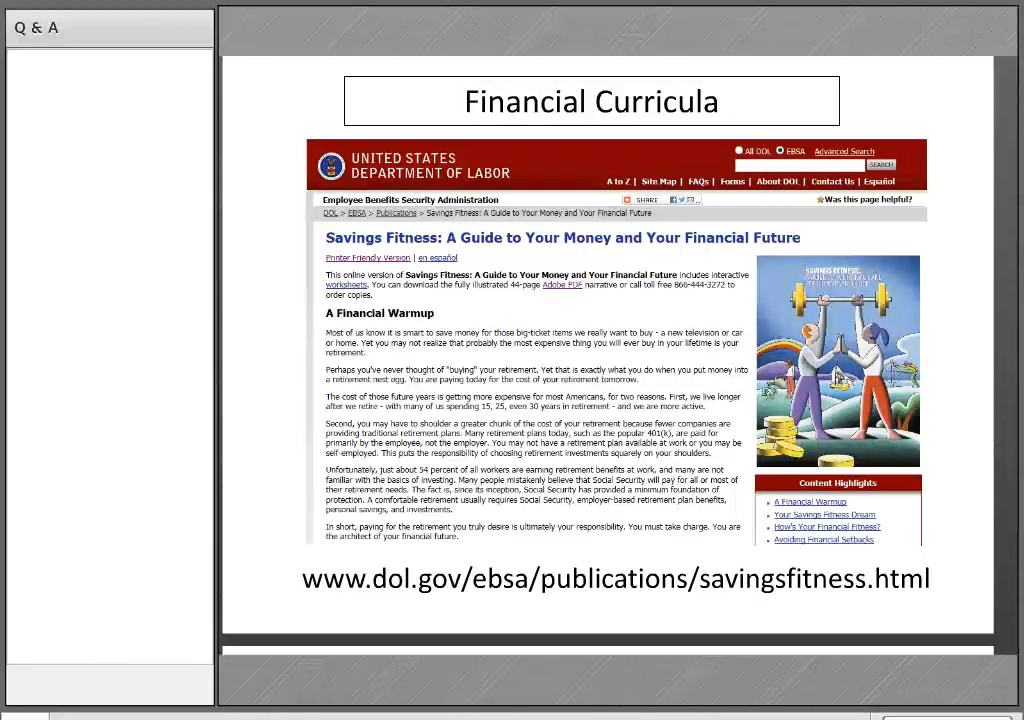 Q & A
Financial Curricula
UNITED STATES
DEPARTMENT OF LABOR
All DOL EBSA Advanced Search
SEARCH
A to Z | Site Map | FAQs | Forms | About DOL | Contact Us | Español
Employee Benefits Security Administration
SHARE
Was this page helpful?
DOL > EBSA > Publications > Savings Fitness: A Guide to Your Money and Your Financial Future
Savings Fitness: A Guide to Your Money and Your Financial Future
Printer Friendly Version | en español
This online version of Savings Fitness: A Guide to Your Money and Your Financial Future includes interactive
worksheets. You can download the fully illustrated 44-page Adobe PDF narrative or call toll free 866-444-3272 to
order copies.
A Financial Warmup
Most of us know it is smart to save money for those big-ticket items we really want to buy - a new television or car
or home. Yet you may not realize that probably the most expensive thing you will ever buy in your lifetime is your
retirement.
Perhaps you've never thought of "buying" your retirement. Yet that is exactly what you do when you put money into
a retirement nest egg. You are paying today for the cost of your retirement tomorrow.
The cost of those future years is getting more expensive for most Americans, for two reasons. First, we live longer
after we retire - with many of us spending 15, 25, even 30 years in retirement - and we are more active.
Second, you may have to shoulder a greater chunk of the cost of your retirement because fewer companies are
providing traditional retirement plans. Many retirement plans today, such as the popular 401(k), are paid for
primarily by the employee, not the employer. You may not have a retirement plan available at work or you may be
self-employed. This puts the responsibility of choosing retirement investments squarely on your shoulders.
Unfortunately, just about 54 percent of all workers are earning retirement benefits at work, and many are not
familiar with the basics of investing. Many people mistakenly believe that Social Security will pay for all or most of
their retirement needs. The fact is, since its inception, Social Security has provided a minimum foundation of
protection. A comfortable retirement usually requires Social Security, employer-based retirement plan benefits,
personal savings, and investments.
In short, paying for the retirement you truly desire is ultimately your responsibility. You must take charge. You are
the architect of your financial future.
SAVINGS FITNESS:
Content Highlights
A Financial Warmup
Your Savings Fitness Dream
How's Your Financial Fitness?
Avoiding Financial Setbacks
www.dol.gov/ebsa/publications/savingsfitness.html